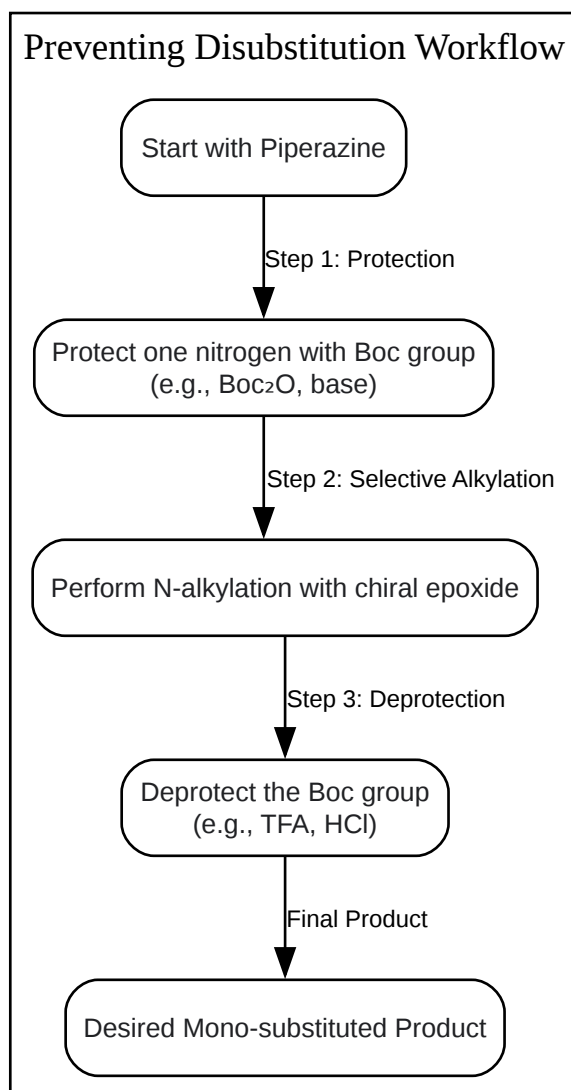 Preventing Disubstitution Workflow
Start with Piperazine
Step 1: Protection
Protect one nitrogen with Boc group
(e.g., Boc₂O, base)
Step 2: Selective Alkylation
Perform N-alkylation with chiral epoxide
Step 3: Deprotection
Deprotect the Boc group
(e.g., TFA, HCl)
Final Product
Desired Mono-substituted Product